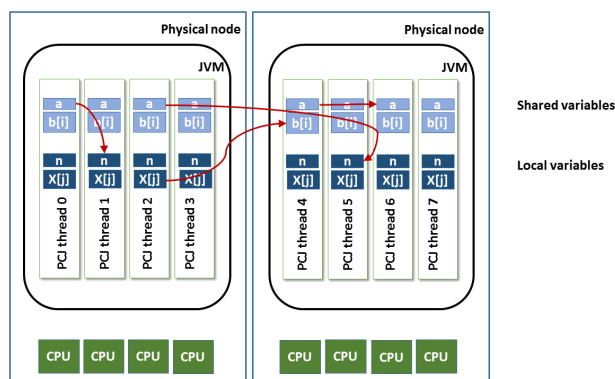 Physical node Physical node
JVM JVM
a a a a a a a a Shared variables
b[i] b[i] b[i] b[i] b[i] b[i] b[i] b[i]
n n n n n n n n Local variables
X[j] X[j] X[j] X[j] X[j] X[j] X[j] X[j]
PCJ thread 0 PCJ thread 1 PCJ thread 2 PCJ thread 3 PCJ thread 4 PCJ thread 5 PCJ thread 6 PCJ thread 7
CPU CPU CPU CPU CPU CPU CPU CPU